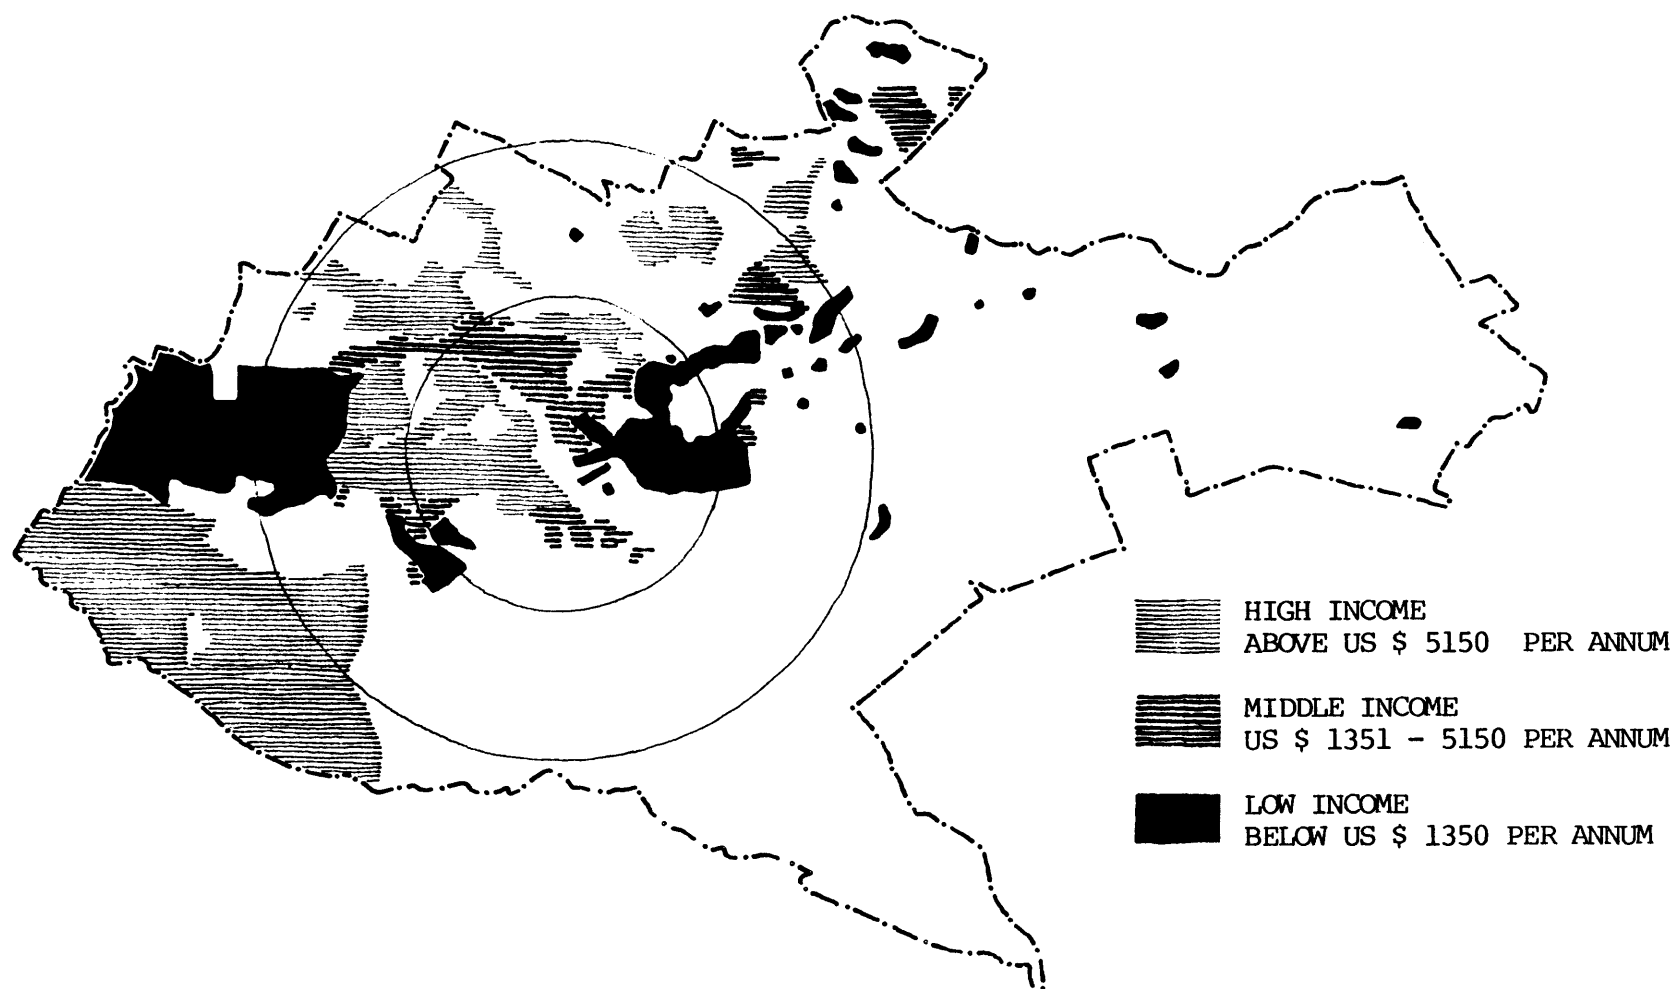 HIGH INCOME
ABOVE US $ 5150 PER ANNUM
MIDDLE INCOME
US $ 1351 - 5150 PER ANNUM
LOW INCOME
BELOW US $ 1350 PER ANNUM